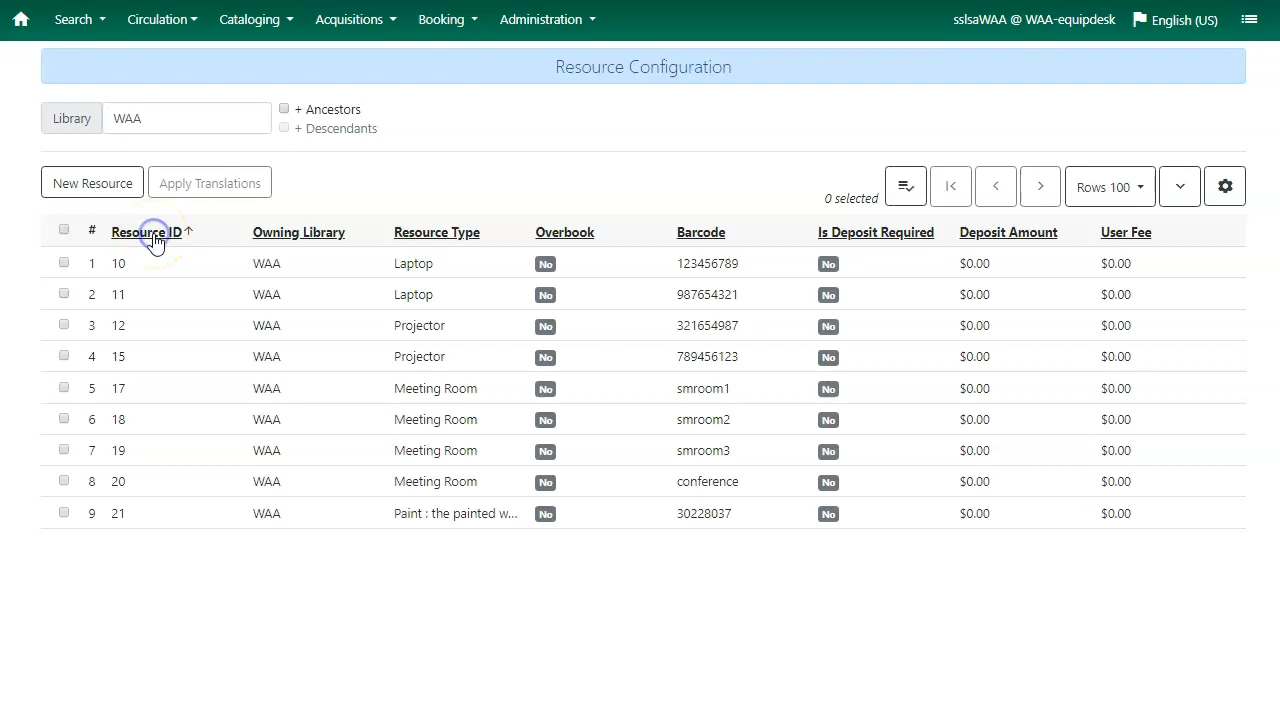 Search Circulation Cataloging Acquisitions Booking Administration sslsaWAA @ WAA-equipdesk English (US)
Resource Configuration
Library WAA + Ancestors
+ Descendants
New Resource Apply Translations 0 selected Rows 100
# Resource ID Owning Library Resource Type Overbook Barcode Is Deposit Required Deposit Amount User Fee
1 10 WAA Laptop No 123456789 No $0.00 $0.00
2 11 WAA Laptop No 987654321 No $0.00 $0.00
3 12 WAA Projector No 321654987 No $0.00 $0.00
4 15 WAA Projector No 789456123 No $0.00 $0.00
5 17 WAA Meeting Room No smroom1 No $0.00 $0.00
6 18 WAA Meeting Room No smroom2 No $0.00 $0.00
7 19 WAA Meeting Room No smroom3 No $0.00 $0.00
8 20 WAA Meeting Room No conference No $0.00 $0.00
9 21 WAA Paint : the painted w... No 30228037 No $0.00 $0.00